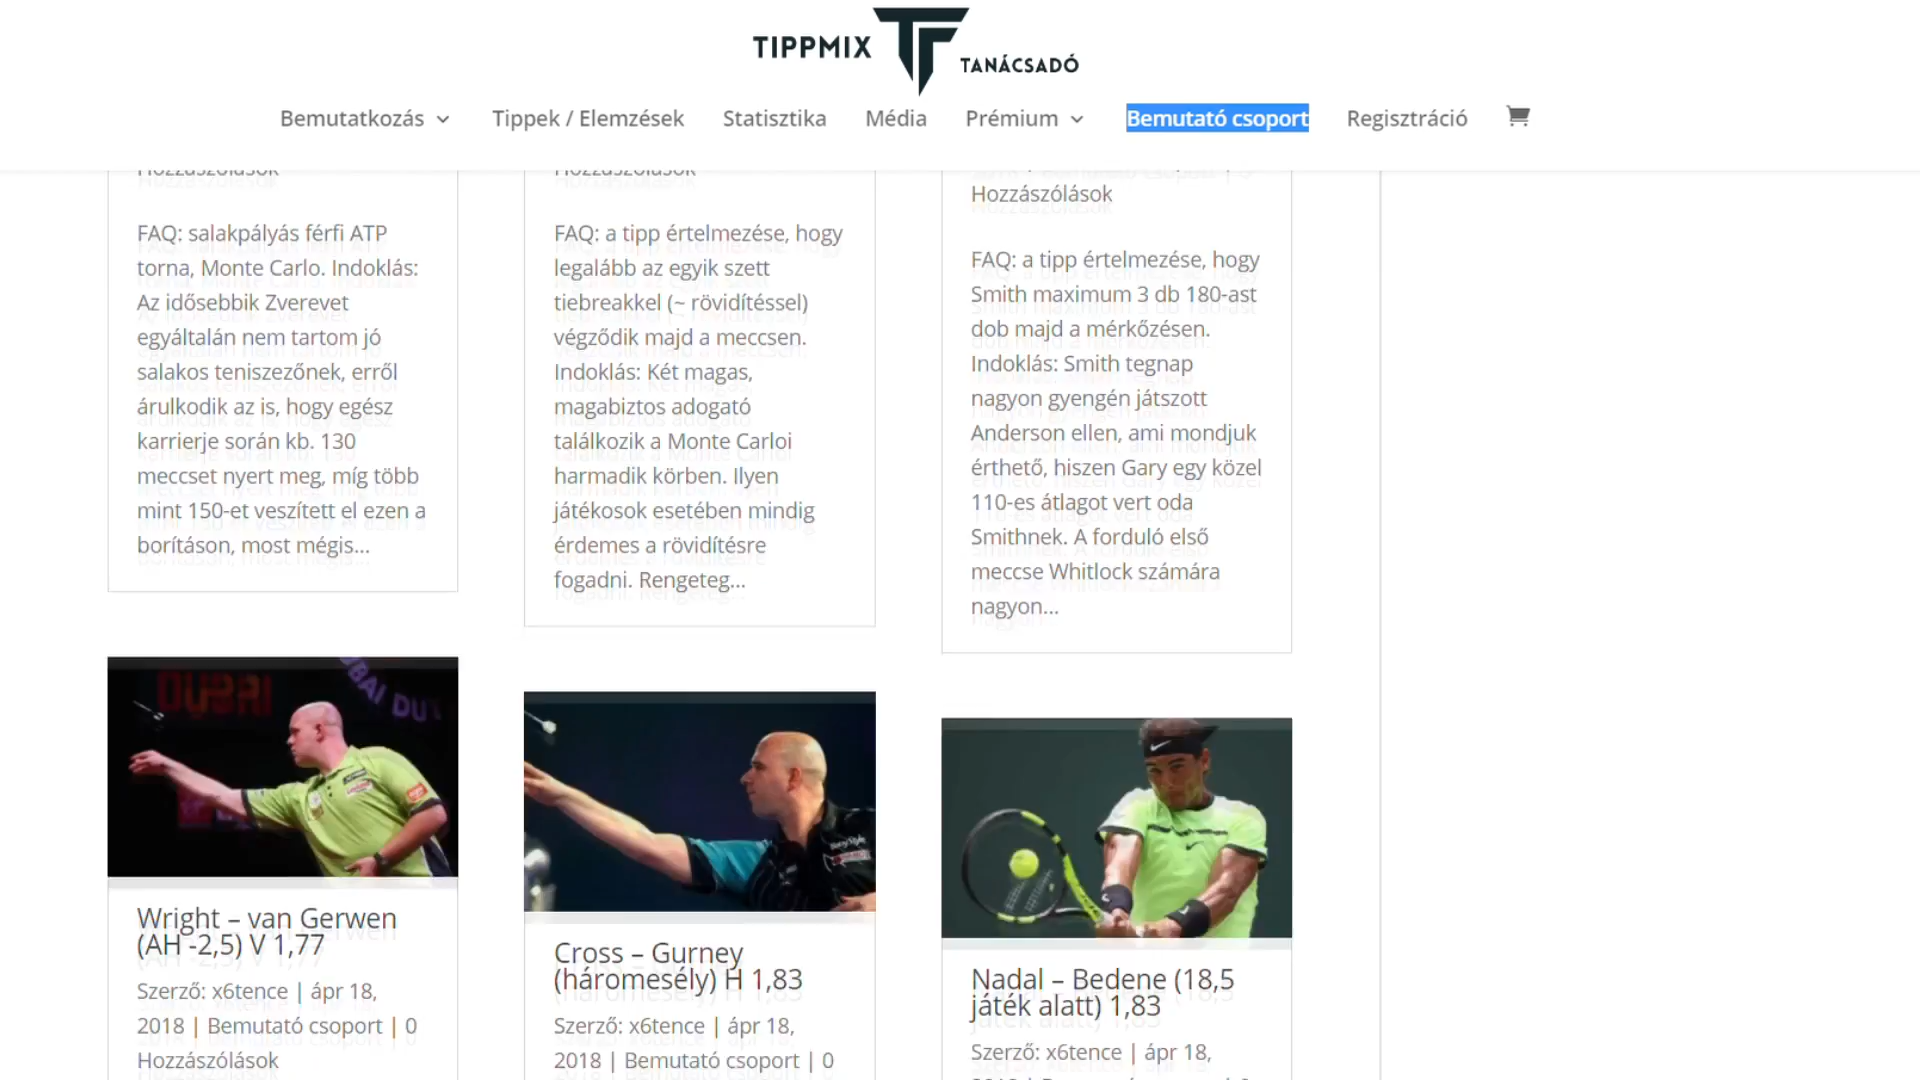 TIPPMIX TF TANÁCSADÓ
Bemutatkozás Tippek / Elemzések Statisztika Média Prémium Bemutató csoport Regisztráció
Hozzászólások
FAQ: salakpályás férfi ATP
torna, Monte Carlo. Indoklás:
Az idősebbik Zverevet
egyáltalán nem tartom jó
salakos teniszezőnek, erről
árulkodik az is, hogy egész
karrierje során kb. 130
meccset nyert meg, míg több
mint 150-et veszített el ezen a
borításon, most mégis...
Hozzászólások
FAQ: a tipp értelmezése, hogy
legalább az egyik szett
tiebreakkel (~ rövidítéssel)
végződik majd a meccsen.
Indoklás: Két magas,
magabiztos adogató
találkozik a Monte Carloi
harmadik körben. Ilyen
játékosok esetében mindig
érdemes a rövidítésre
fogadni. Rengeteg...
Hozzászólások
FAQ: a tipp értelmezése, hogy
Smith maximum 3 db 180-ast
dob majd a mérkőzésen.
Indoklás: Smith tegnap
nagyon gyengén játszott
Anderson ellen, ami mondjuk
érthető, hiszen Gary egy közel
110-es átlagot vert oda
Smithnek. A forduló első
meccse Whitlock számára
nagyon...
DUBAI
Wright – van Gerwen
(AH -2,5) V 1,77
Szerző: x6tence | ápr 18,
2018 | Bemutató csoport | 0
Hozzászólások
Cross – Gurney
(háromesély) H 1,83
Szerző: x6tence | ápr 18,
2018 | Bemutató csoport | 0
Nadal – Bedene (18,5
játék alatt) 1,83
Szerző: x6tence | ápr 18,